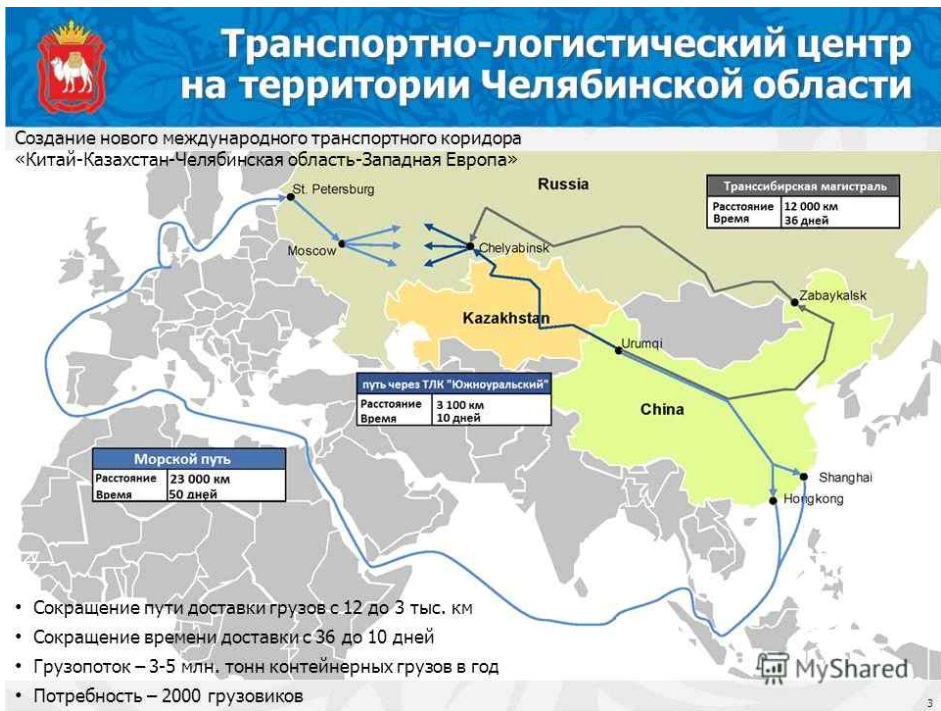 Транспортно-логистический центр
на территории Челябинской области
Создание нового международного транспортного коридора
«Китай-Казахстан-Челябинская область-Западная Европа»
St. Petersburg
Russia
Транссибирская магистраль
Расстояние 12 000 км
Время 36 дней
Moscow
Chelyabinsk
Zabaykalsk
Kazakhstan
Urumqi
путь через ТЛК "Южноуральский"
Расстояние 3 100 км
Время 10 дней
China
Морской путь
Расстояние 23 000 км
Время 50 дней
Shanghai
Hongkong
• Сокращение пути доставки грузов с 12 до 3 тыс. км
• Сокращение времени доставки с 36 до 10 дней
• Грузопоток – 3-5 млн. тонн контейнерных грузов в год
• Потребность – 2000 грузовиков
MyShared
3